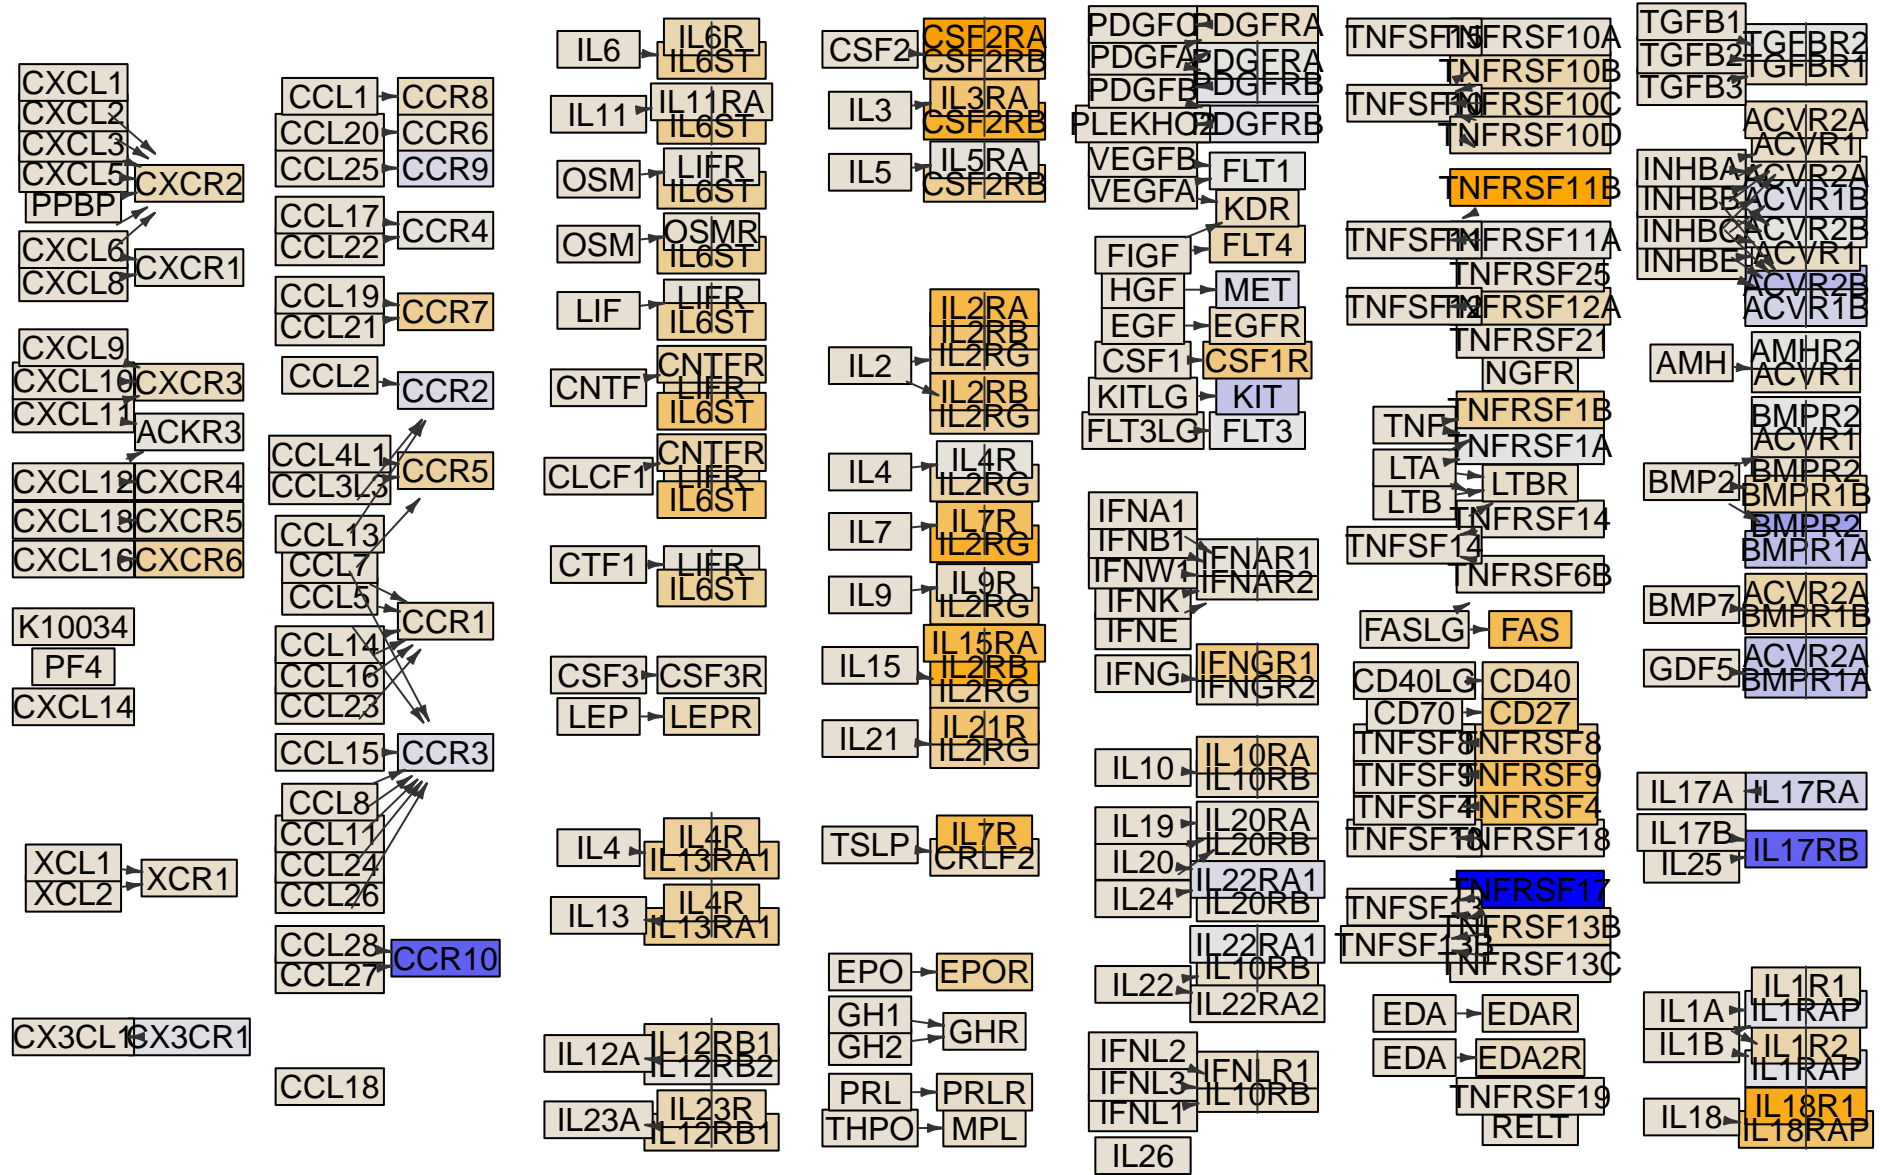 CXCL1
CXCL2
CXCL3
CXCL5
PPBP
CXCR2
CXCL6
CXCL8
CXCR1
CXCL9
CXCL10
CXCL11
CXCR3
ACKR3
CXCL12
CXCR4
CXCL13
CXCR5
CXCL16
CXCR6
K10034
PF4
CXCL14
XCL1
XCL2
XCR1
CX3CL1
CX3CR1
CCL1
CCR8
CCL20
CCR6
CCL25
CCR9
CCL17
CCL22
CCR4
CCL19
CCL21
CCR7
CCL2
CCR2
CCL4L1
CCL3L3
CCR5
CCL13
CCL7
CCL5
CCR1
CCL14
CCL16
CCL23
CCL15
CCR3
CCL8
CCL11
CCL24
CCL26
CCL28
CCL27
CCR10
CCL18
IL6
IL6R
IL6ST
IL11
IL11RA
IL6ST
OSM
LIFR
IL6ST
OSM
OSMR
IL6ST
LIF
LIFR
IL6ST
CNTF
CNTFR
LIFR
IL6ST
CLCF1
CNTFR
LIFR
IL6ST
CTF1
LIFR
IL6ST
CSF3
CSF3R
LEP
LEPR
IL4
IL4R
IL13RA1
IL13
IL4R
IL13RA1
IL12A
IL12RB1
IL12RB2
IL23A
IL23R
IL12RB1
CSF2
CSF2RA
CSF2RB
IL3
IL3RA
CSF2RB
IL5
IL5RA
CSF2RB
IL2
IL2RA
IL2RB
IL2RG
IL2RB
IL2RG
IL4
IL4R
IL2RG
IL7
IL7R
IL2RG
IL9
IL9R
IL2RG
IL15
IL15RA
IL2RB
IL2RG
IL21
IL21R
IL2RG
TSLP
IL7R
CRLF2
EPO
EPOR
GH1
GH2
GHR
PRL
PRLR
THPO
MPL
PDGFC
PDGFRA
PDGFA
PDGFRA
PDGFRB
PDGFB
PLEKHO2
PDGFRB
VEGFB
VEGFA
FLT1
KDR
FIGF
FLT4
HGF
MET
EGF
EGFR
CSF1
CSF1R
KITLG
KIT
FLT3LG
FLT3
IFNA1
IFNB1
IFNW1
IFNK
IFNE
IFNAR1
IFNAR2
IFNG
IFNGR1
IFNGR2
IL10
IL10RA
IL10RB
IL19
IL20
IL24
IL20RA
IL20RB
IL22RA1
IL20RB
IL22
IL22RA1
IL10RB
IL22RA2
IFNL2
IFNL3
IFNL1
IFNLR1
IL10RB
IL26
TNFRSF10A
TNFRSF10B
TNFRSF10C
TNFRSF10D
TNFRSF11B
TNFSF11
TNFRSF11A
TNFRSF25
TNFSF12
TNFRSF12A
TNFRSF21
NGFR
TNF
TNFRSF1B
TNFRSF1A
LTA
LTB
LTBR
TNFRSF14
TNFSF14
TNFRSF6B
FASLG
FAS
CD40LG
CD40
CD70
CD27
TNFSF8
TNFRSF8
TNFSF9
TNFRSF9
TNFSF4
TNFRSF4
TNFSF18
TNFRSF18
TNFRSF17
TNFSF13
TNFRSF13B
TNFSF13B
TNFRSF13C
EDA
EDAR
EDA
EDA2R
TNFRSF19
RELT
TGFB1
TGFB2
TGFB3
TGFBR2
TGFBR1
ACVR2A
ACVR1
INHBA
INHBB
INHBC
INHBE
ACVR2A
ACVR1B
ACVR2B
ACVR1
ACVR2B
ACVR1B
AMH
AMHR2
ACVR1
BMPR2
ACVR1
BMP2
BMPR2
BMPR1B
BMPR2
BMPR1A
BMP7
ACVR2A
BMPR1B
GDF5
ACVR2A
BMPR1A
IL17A
IL17RA
IL17B
IL25
IL17RB
IL1A
IL1B
IL1R1
IL1RAP
IL1R2
IL1RAP
IL18
IL18R1
IL18RAP